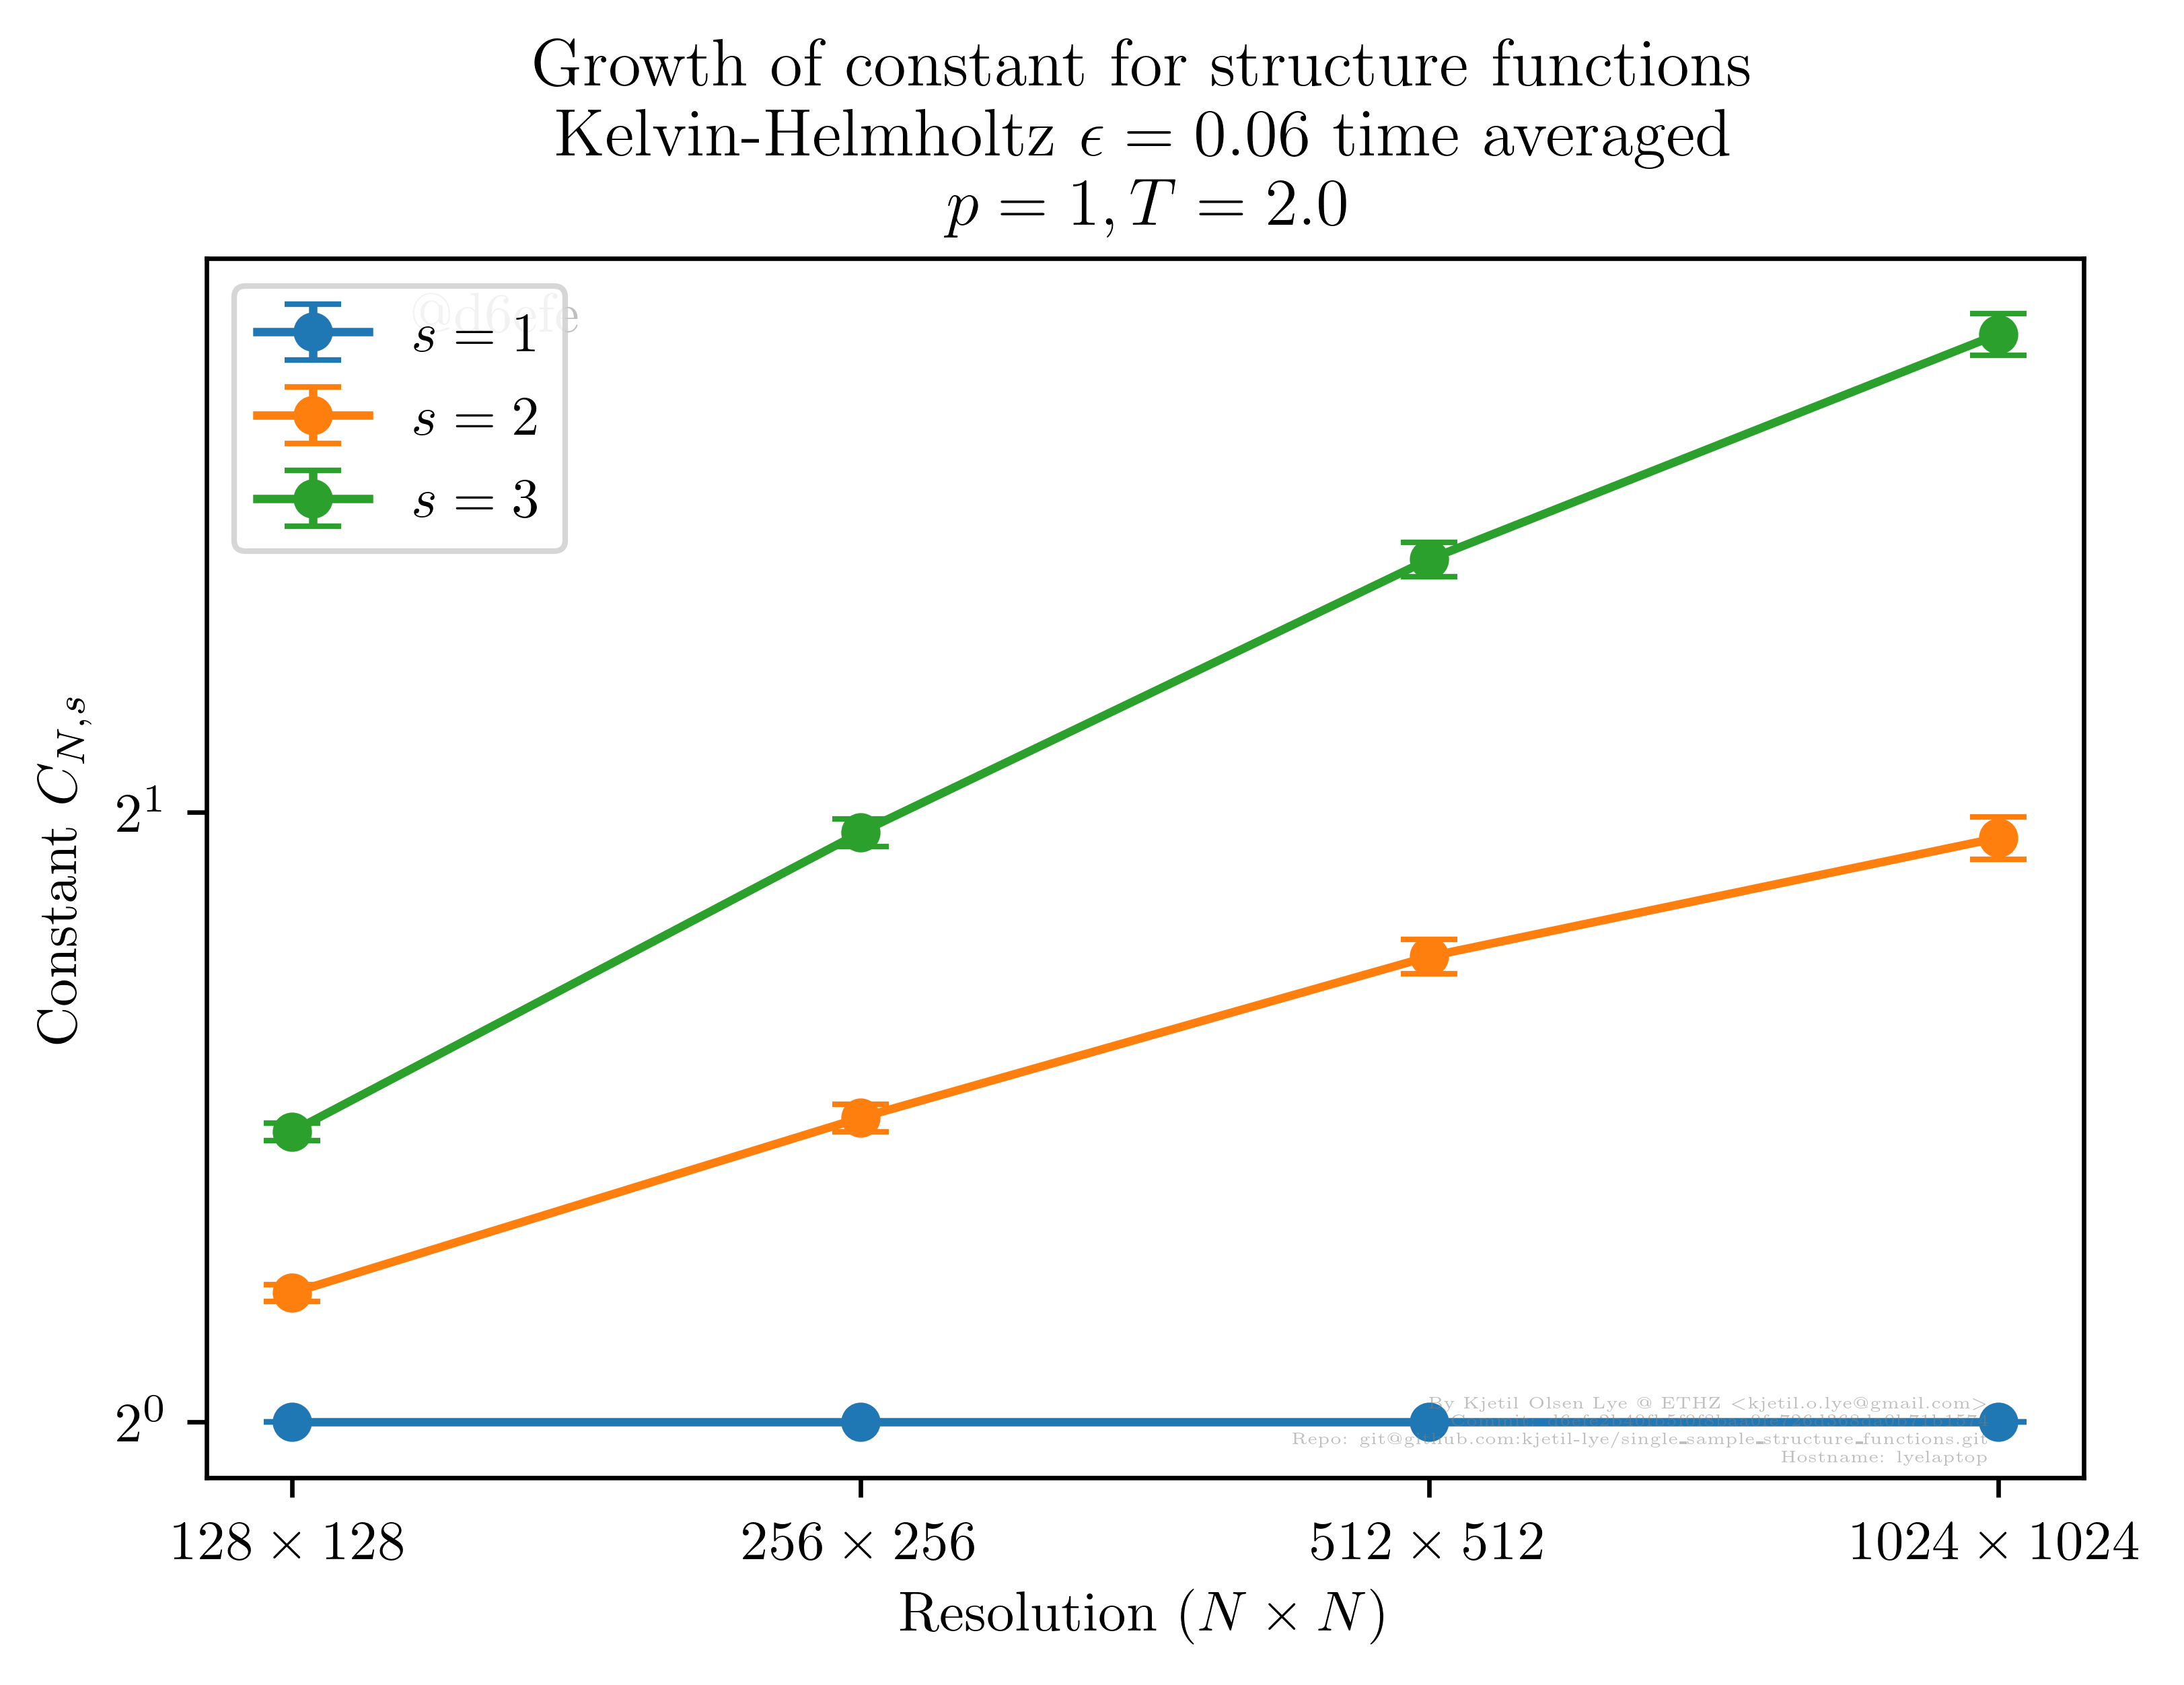 Growth of constant for structure functions
Kelvin-Helmholtz ϵ = 0.06 time averaged
p = 1, T = 2.0
@d6efe
s = 1
s = 2
s = 3
Constant C_{N,s}
2^1
2^0
By Kjetil Olsen Lye @ ETHZ <kjetil.o.lye@gmail.com>
Commit:
Repo: git@github.com:kjetil-lye/single_sample_structure_functions.git
Hostname: lyelaptop
128 × 128
256 × 256
512 × 512
1024 × 1024
Resolution (N × N)